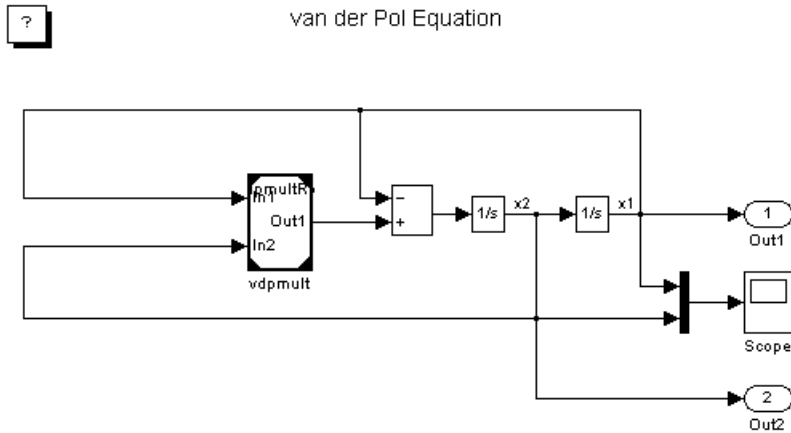 ?
van der Pol Equation
In1
Out1
In2
vdpmult
−
+
1/s
x2
1/s
x1
1
Out1
Scope
2
Out2